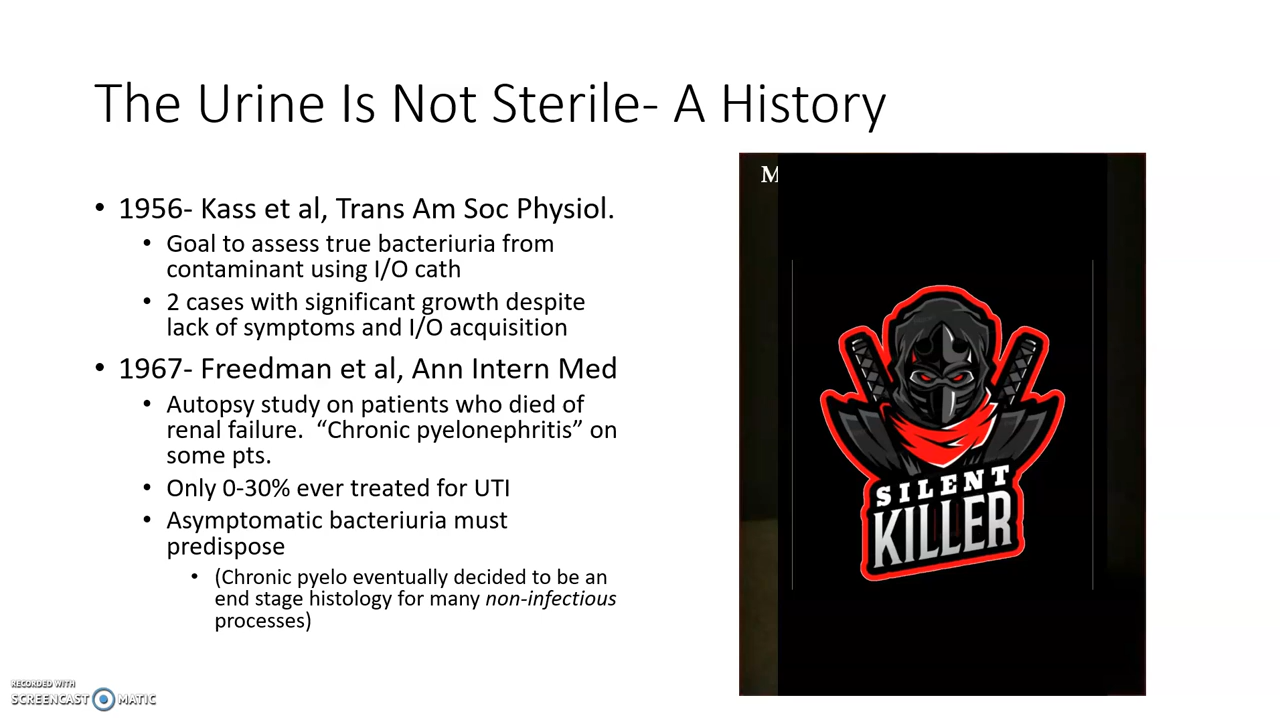 The Urine Is Not Sterile- A History
• 1956- Kass et al, Trans Am Soc Physiol.
• Goal to assess true bacteriuria from
contaminant using I/O cath
• 2 cases with significant growth despite
lack of symptoms and I/O acquisition
• 1967- Freedman et al, Ann Intern Med
• Autopsy study on patients who died of
renal failure. “Chronic pyelonephritis” on
some pts.
• Only 0-30% ever treated for UTI
• Asymptomatic bacteriuria must
predispose
• (Chronic pyelo eventually decided to be an
end stage histology for many non-infectious
processes)
M
SILENT
KILLER
RECORDED WITH
SCREENCAST MATIC